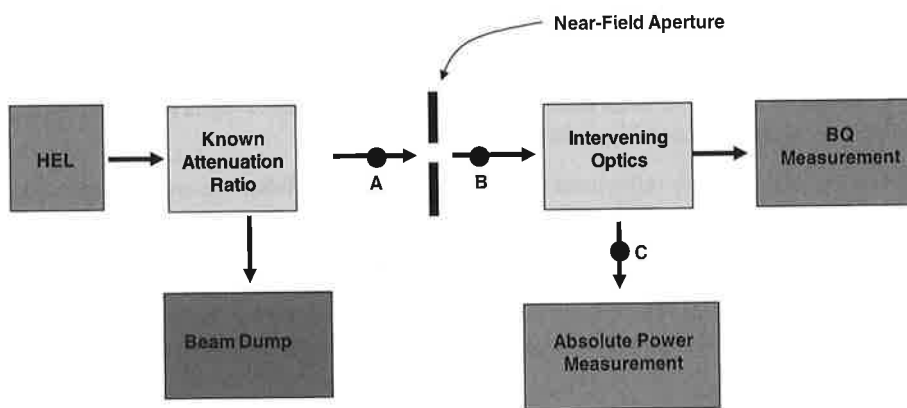 Near-Field Aperture
HEL
Known
Attenuation
Ratio
A
B
Intervening
Optics
BQ
Measurement
C
Beam Dump
Absolute Power
Measurement